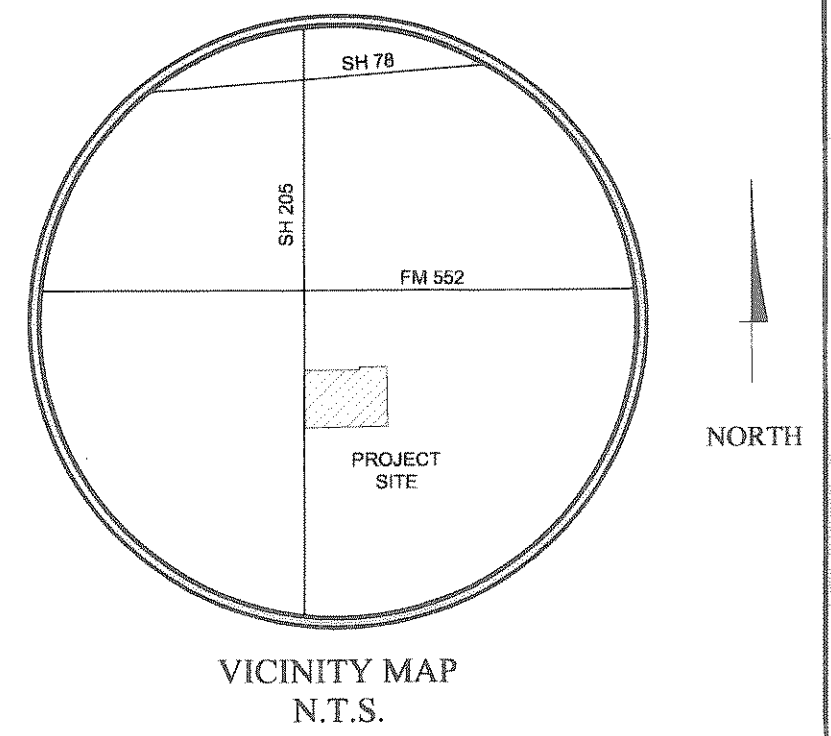 SH 78
SH 205
FM 552
PROJECT
SITE
NORTH
VICINITY MAP
N.T.S.